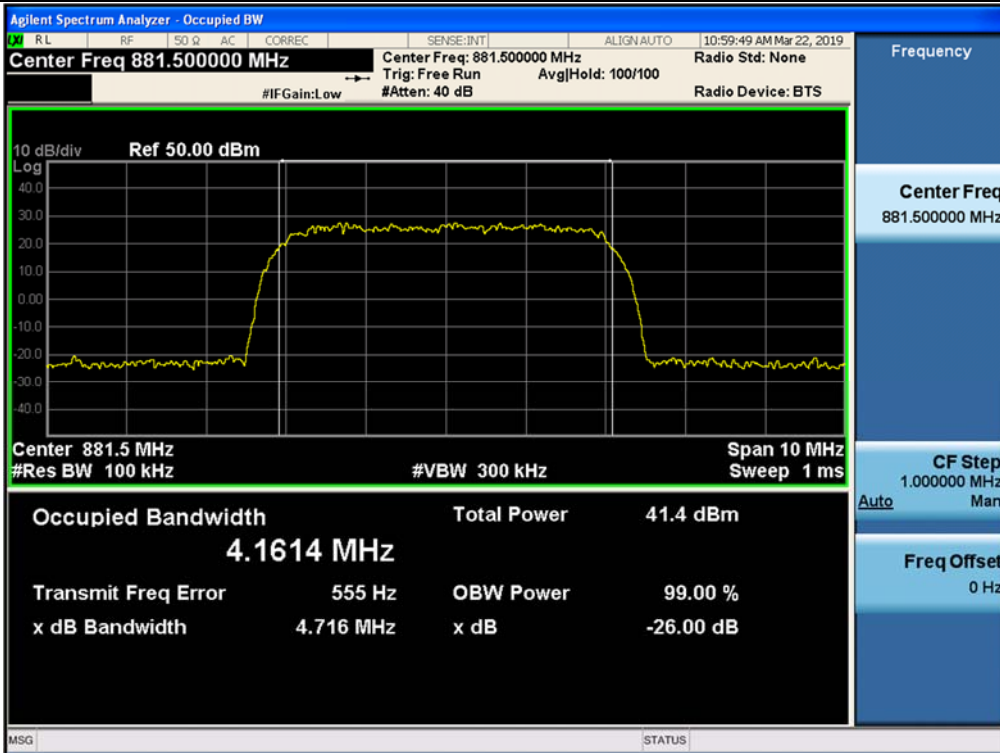 Agilent Spectrum Analyzer - Occupied BW
LXI RL RF 50 Ω AC CORREC SENSE:INT ALIGN AUTO 10:59:49 AM Mar 22, 2019
Center Freq 881.500000 MHz
Center Freq: 881.500000 MHz
Radio Std: None
Trig: Free Run Avg|Hold: 100/100
#IFGain:Low
#Atten: 40 dB
Radio Device: BTS
10 dB/div Ref 50.00 dBm
Log
40.0
30.0
20.0
10.0
0.00
-10.0
-20.0
-30.0
-40.0
Center 881.5 MHz Span 10 MHz
#Res BW 100 kHz #VBW 300 kHz Sweep 1 ms
Occupied Bandwidth Total Power 41.4 dBm
4.1614 MHz
Transmit Freq Error 555 Hz OBW Power 99.00 %
x dB Bandwidth 4.716 MHz x dB -26.00 dB
MSG STATUS
Frequency
Center Freq
881.500000 MHz
CF Step
1.000000 MHz
Auto Man
Freq Offset
0 Hz